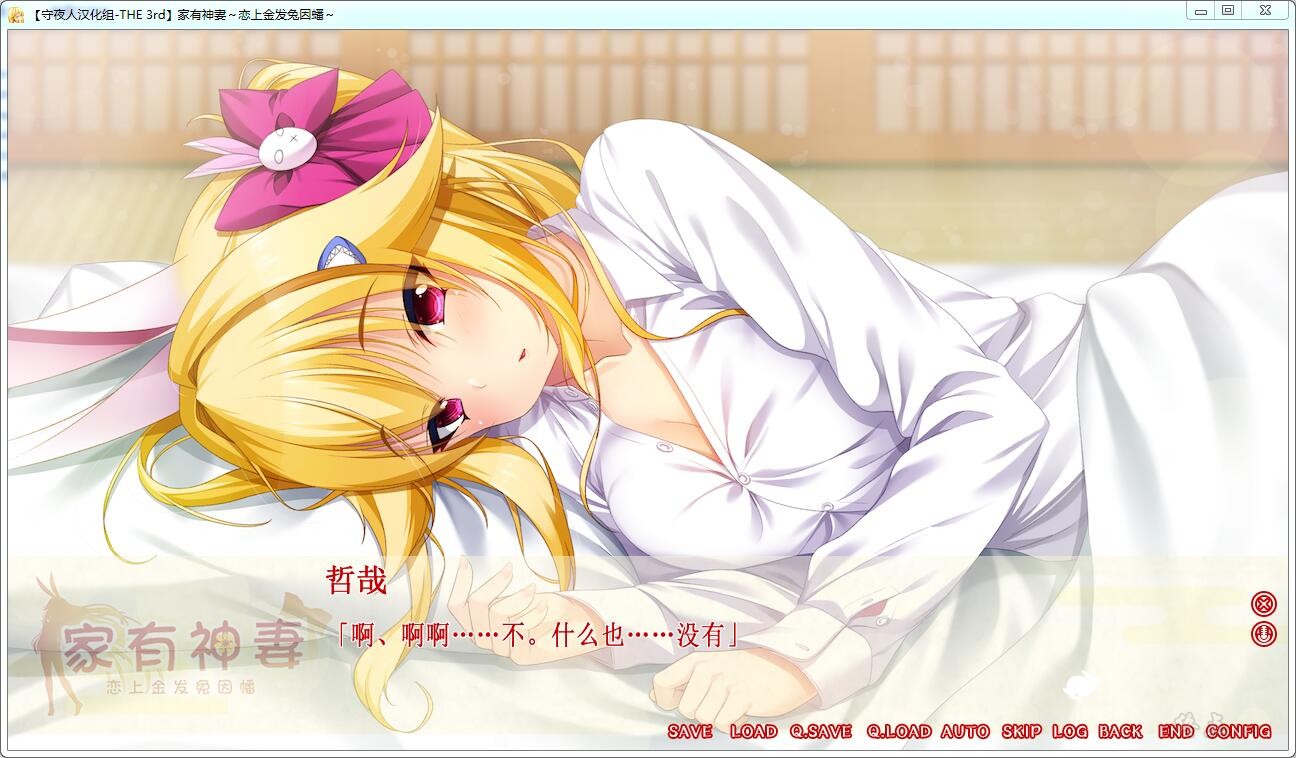 【守夜人汉化组-THE 3rd】家有神妻～恋上金发兔因幡～
哲哉
「啊、啊啊……不。什么也……没有」
家有神妻
恋上金发兔因幡
SAVE LOAD Q.SAVE Q.LOAD AUTO SKIP LOG BACK END CONFIG